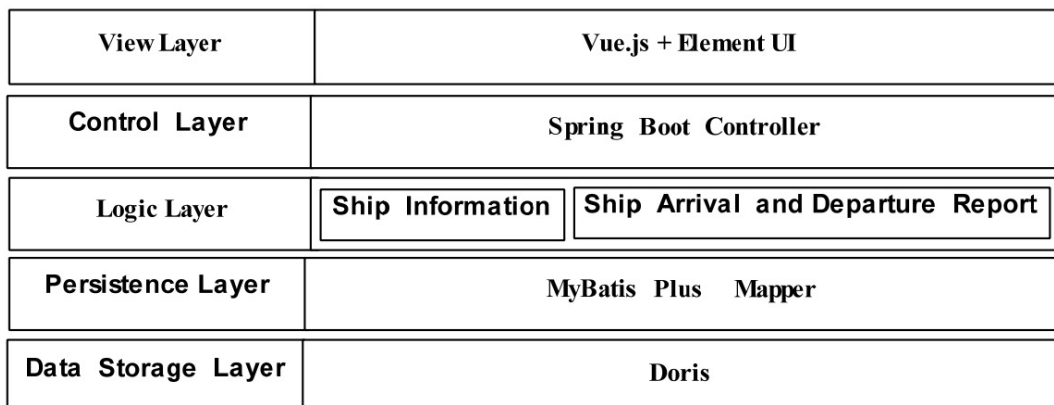 View Layer Vue.js + Element UI
Control Layer Spring Boot Controller
Logic Layer Ship Information Ship Arrival and Departure Report
Persistence Layer MyBatis Plus Mapper
Data Storage Layer Doris